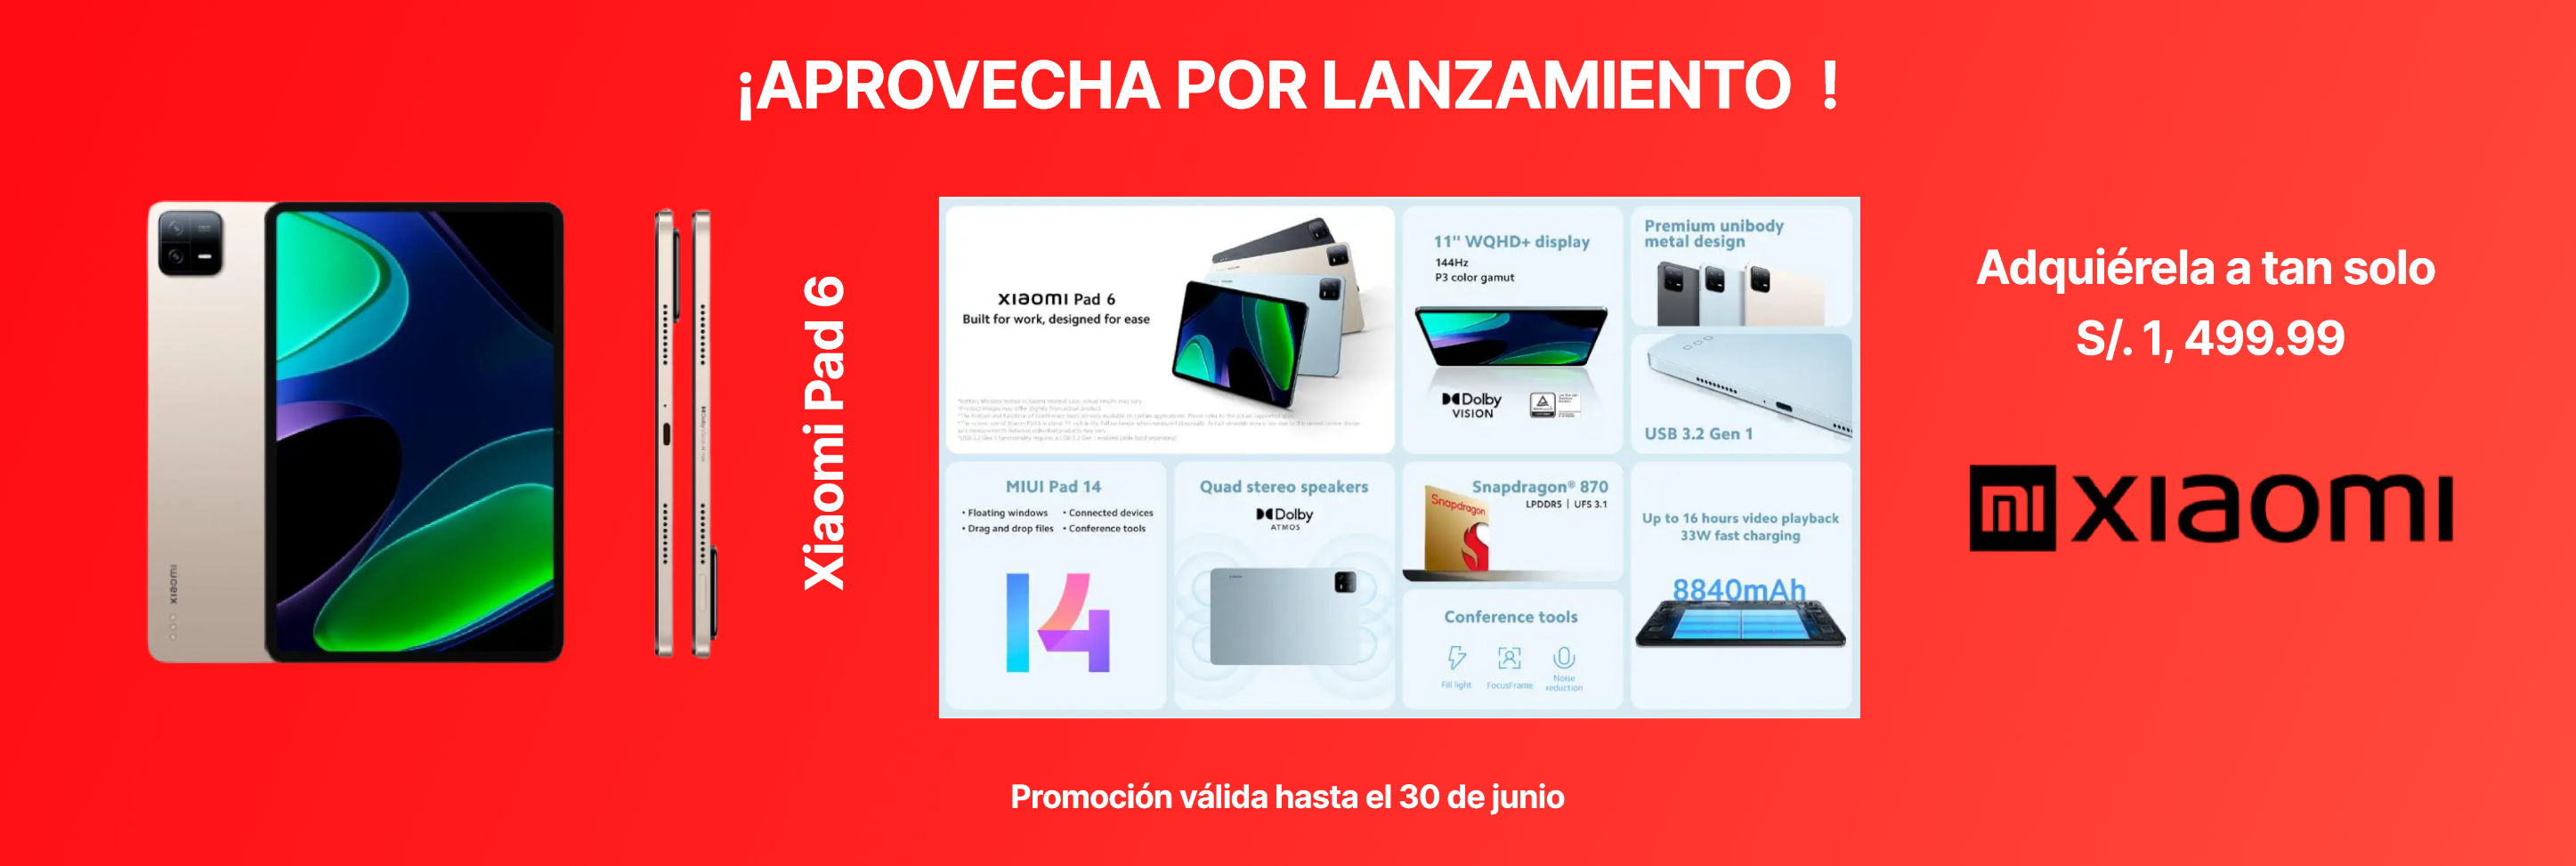 ¡APROVECHA POR LANZAMIENTO !
xiaomi
Xiaomi Pad 6
xiaomi Pad 6
Built for work, designed for ease
11" WQHD+ display
144Hz
P3 color gamut
Dolby
VISION
Premium unibody
metal design
USB 3.2 Gen 1
MIUI Pad 14
• Floating windows • Connected devices
• Drag and drop files • Conference tools
14
Quad stereo speakers
Dolby
ATMOS
Snapdragon® 870
LPDDR5 | UFS 3.1
Snapdragon
Conference tools
Fill light FocusFrame Noise
reduction
Up to 16 hours video playback
33W fast charging
8840mAh
Adquiérela a tan solo
S/. 1, 499.99
mi xiaomi
Promoción válida hasta el 30 de junio